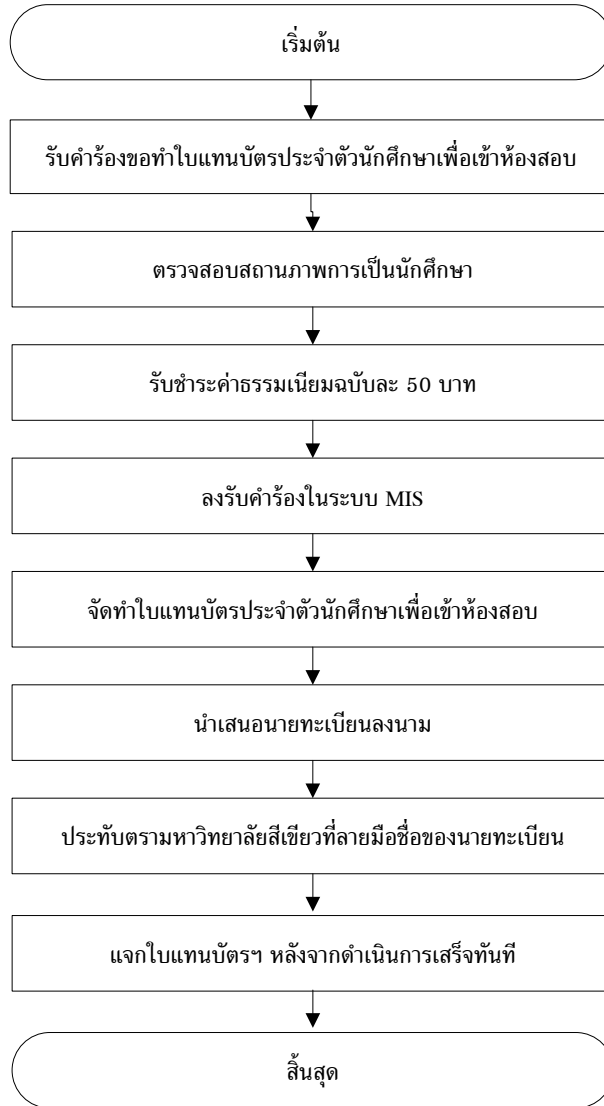 เริ่มต้น
รับคำร้องขอทำใบแทนบัตรประจำตัวนักศึกษาเพื่อเข้าห้องสอบ
ตรวจสอบสถานภาพการเป็นนักศึกษา
รับชำระค่าธรรมเนียมฉบับละ 50 บาท
ลงรับคำร้องในระบบ MIS
จัดทำใบแทนบัตรประจำตัวนักศึกษาเพื่อเข้าห้องสอบ
นำเสนอนายทะเบียนลงนาม
ประทับตรามหาวิทยาลัยสีเขียวที่ลายมือชื่อของนายทะเบียน
แจกใบแทนบัตรฯ หลังจากดำเนินการเสร็จทันที
สิ้นสุด